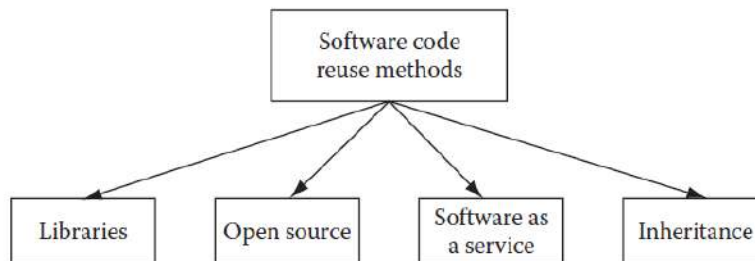 Software code
reuse methods
Libraries
Open source
Software as
a service
Inheritance